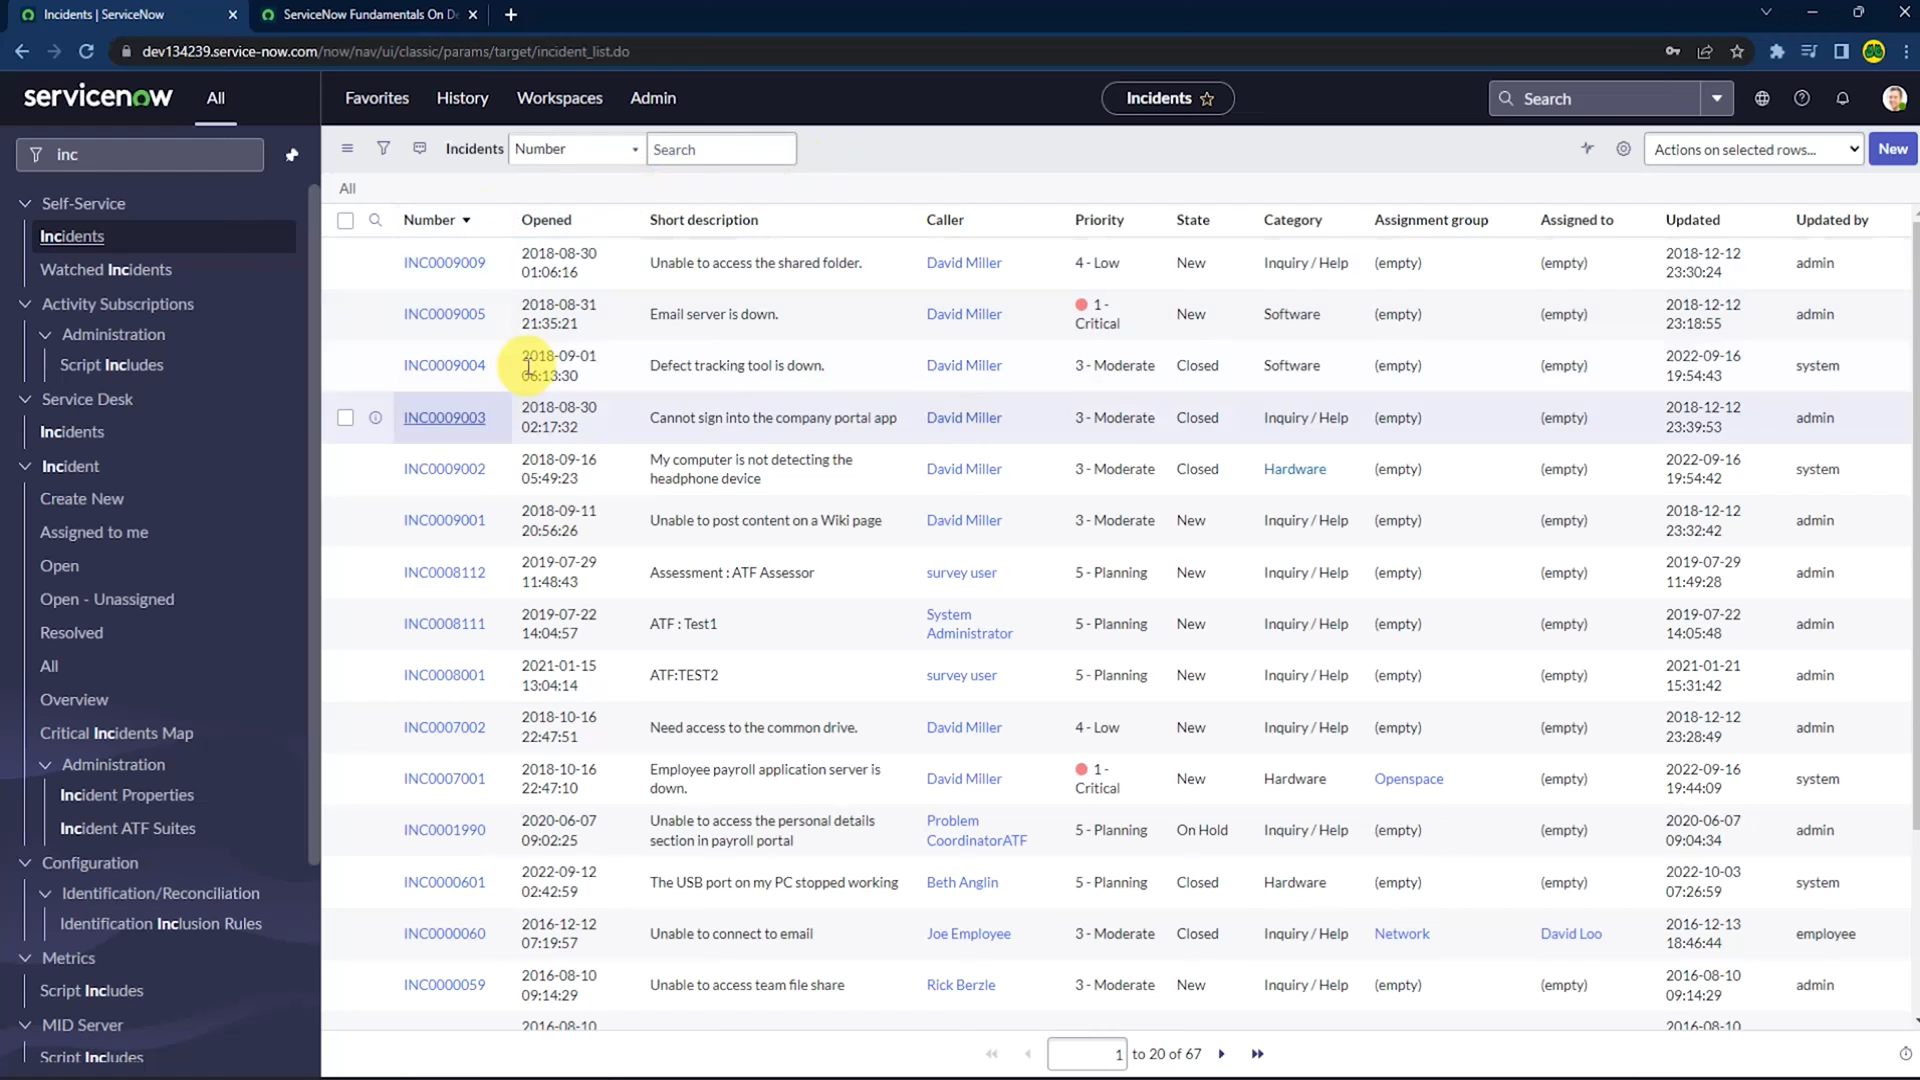 Incidents | ServiceNow
ServiceNow Fundamentals On De
dev134239.service-now.com/now/nav/ui/classic/params/target/incident_list.do
servicenow
All
Favorites
History
Workspaces
Admin
Incidents
Search
inc
Self-Service
Incidents
Watched Incidents
Activity Subscriptions
Administration
Script Includes
Service Desk
Incidents
Incident
Create New
Assigned to me
Open
Open - Unassigned
Resolved
All
Overview
Critical Incidents Map
Administration
Incident Properties
Incident ATF Suites
Configuration
Identification/Reconciliation
Identification Inclusion Rules
Metrics
Script Includes
MID Server
Script Includes
Incidents
Number
Search
Actions on selected rows...
New
All
Number Opened Short description Caller Priority State Category Assignment group Assigned to Updated Updated by
INC0009009
2018-08-30
01:06:16
Unable to access the shared folder.
David Miller
4 - Low
New
Inquiry / Help
(empty)
(empty)
2018-12-12
23:30:24
admin
INC0009005
2018-08-31
21:35:21
Email server is down.
David Miller
1 -
Critical
New
Software
(empty)
(empty)
2018-12-12
23:18:55
admin
INC0009004
2018-09-01
06:13:30
Defect tracking tool is down.
David Miller
3 - Moderate
Closed
Software
(empty)
(empty)
2022-09-16
19:54:43
system
INC0009003
2018-08-30
02:17:32
Cannot sign into the company portal app
David Miller
3 - Moderate
Closed
Inquiry / Help
(empty)
(empty)
2018-12-12
23:39:53
admin
INC0009002
2018-09-16
05:49:23
My computer is not detecting the
headphone device
David Miller
3 - Moderate
Closed
Hardware
(empty)
(empty)
2022-09-16
19:54:42
system
INC0009001
2018-09-11
20:56:26
Unable to post content on a Wiki page
David Miller
3 - Moderate
New
Inquiry / Help
(empty)
(empty)
2018-12-12
23:32:42
admin
INC0008112
2019-07-29
11:48:43
Assessment : ATF Assessor
survey user
5 - Planning
New
Inquiry / Help
(empty)
(empty)
2019-07-29
11:49:28
admin
INC0008111
2019-07-22
14:04:57
ATF : Test1
System
Administrator
5 - Planning
New
Inquiry / Help
(empty)
(empty)
2019-07-22
14:05:48
admin
INC0008001
2021-01-15
13:04:14
ATF:TEST2
survey user
5 - Planning
New
Inquiry / Help
(empty)
(empty)
2021-01-21
15:31:42
admin
INC0007002
2018-10-16
22:47:51
Need access to the common drive.
David Miller
4 - Low
New
Inquiry / Help
(empty)
(empty)
2018-12-12
23:28:49
admin
INC0007001
2018-10-16
22:47:10
Employee payroll application server is
down.
David Miller
1 -
Critical
New
Hardware
Openspace
(empty)
2022-09-16
19:44:09
system
INC0001990
2020-06-07
09:02:25
Unable to access the personal details
section in payroll portal
Problem
CoordinatorATF
5 - Planning
On Hold
Inquiry / Help
(empty)
(empty)
2020-06-07
09:04:34
admin
INC0000601
2022-09-12
02:42:59
The USB port on my PC stopped working
Beth Anglin
5 - Planning
Closed
Hardware
(empty)
(empty)
2022-10-03
07:26:59
system
INC0000060
2016-12-12
07:19:57
Unable to connect to email
Joe Employee
3 - Moderate
Closed
Inquiry / Help
Network
David Loo
2016-12-13
18:46:44
employee
INC0000059
2016-08-10
09:14:29
Unable to access team file share
Rick Berzle
3 - Moderate
New
Inquiry / Help
(empty)
(empty)
2016-08-10
09:14:29
admin
2016-08-10
2016-08-10
1 to 20 of 67